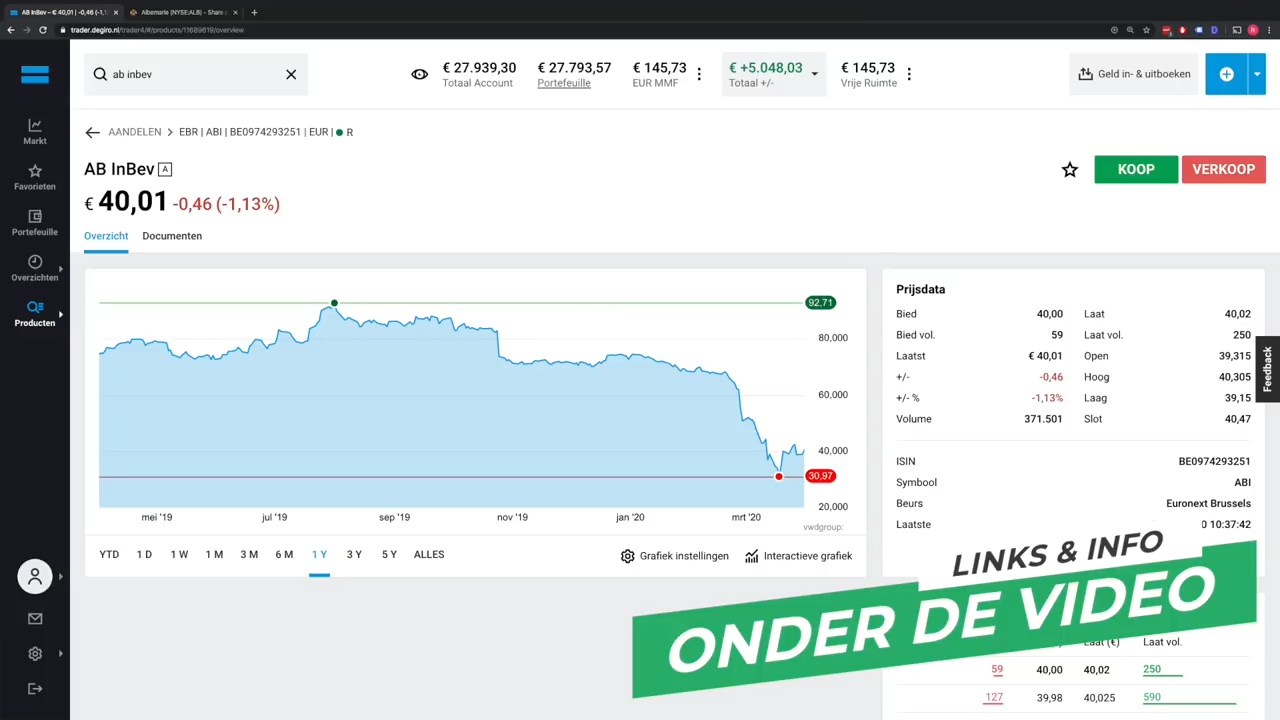 AB InBev – € 40,01 | -0,46 (-1,13%)
Albemarle (NYSE:ALB) - Share
trader.degiro.nl/trader4/#/products/11689619/overview
ab inbev
€ 27.939,30
Totaal Account
€ 27.793,57
Portefeuille
€ 145,73
EUR MMF
€ +5.048,03
Totaal +/-
€ 145,73
Vrije Ruimte
Geld in- & uitboeken
Markt
Favorieten
Portefeuille
Overzichten
Producten
AANDELEN > EBR | ABI | BE0974293251 | EUR | R
AB InBev A
€ 40,01 -0,46 (-1,13%)
KOOP
VERKOOP
Overzicht
Documenten
92,71
80,000
60,000
40,000
30,97
20,000
mei '19
jul '19
sep '19
nov '19
jan '20
mrt '20
vwdgroup:
YTD
1 D
1 W
1 M
3 M
6 M
1 Y
3 Y
5 Y
ALLES
Grafiek instellingen
Interactieve grafiek
Prijsdata
Bied 40,00 Laat 40,02
Bied vol. 59 Laat vol. 250
Laatst € 40,01 Open 39,315
+/- -0,46 Hoog 40,305
+/- % -1,13% Laag 39,15
Volume 371.501 Slot 40,47
ISIN BE0974293251
Symbool ABI
Beurs Euronext Brussels
Laatste 0 10:37:42
Feedback
LINKS & INFO
ONDER DE VIDEO
Laat (€) Laat vol.
59 40,00 40,02 250
127 39,98 40,025 590